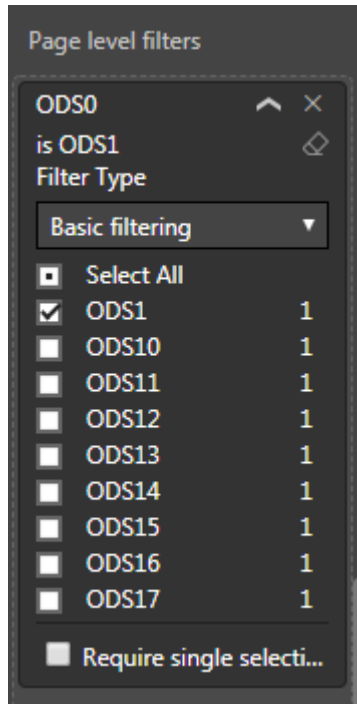 Page level filters
ODS0
is ODS1
Filter Type
Basic filtering
Select All
ODS1 1
ODS10 1
ODS11 1
ODS12 1
ODS13 1
ODS14 1
ODS15 1
ODS16 1
ODS17 1
Require single selecti...